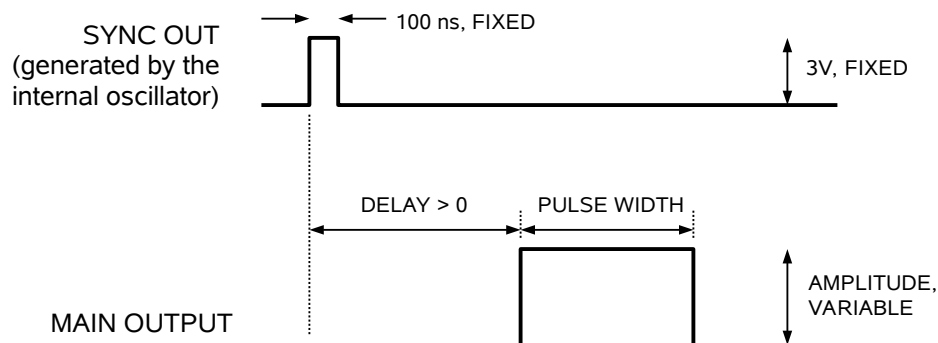 100 ns, FIXED
SYNC OUT
(generated by the
internal oscillator)
3V, FIXED
DELAY > 0
PULSE WIDTH
AMPLITUDE,
VARIABLE
MAIN OUTPUT